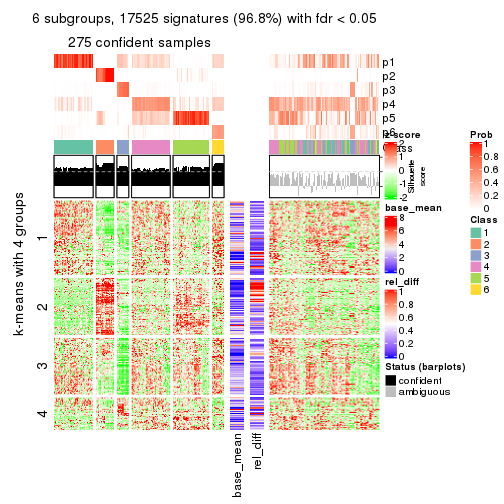 6 subgroups, 17525 signatures (96.8%) with fdr < 0.05
275 confident samples
p1
p2
p3
p4
p5
p6
Class
z-score
2
1
0
-1
-2
Silhouette
score
base_mean
8
6
4
2
0
rel_diff
1
0.8
0.6
0.4
0.2
0
Status (barplots)
confident
ambiguous
Prob
1
0.8
0.6
0.4
0.2
0
Class
1
2
3
4
5
6
k-means with 4 groups
1
2
3
4
base_mean
rel_diff